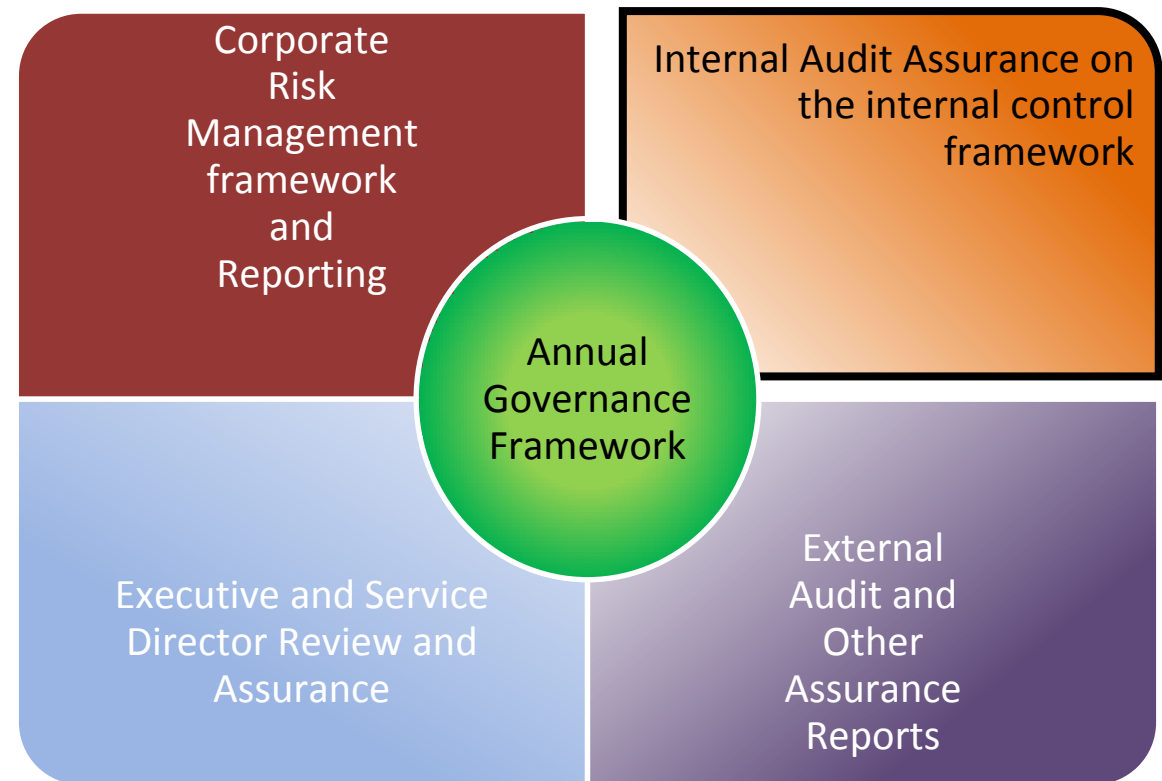 Corporate
Risk
Management
framework
and
Reporting
Internal Audit Assurance on
the internal control
framework
Annual
Governance
Framework
Executive and Service
Director Review and
Assurance
External
Audit and
Other
Assurance
Reports